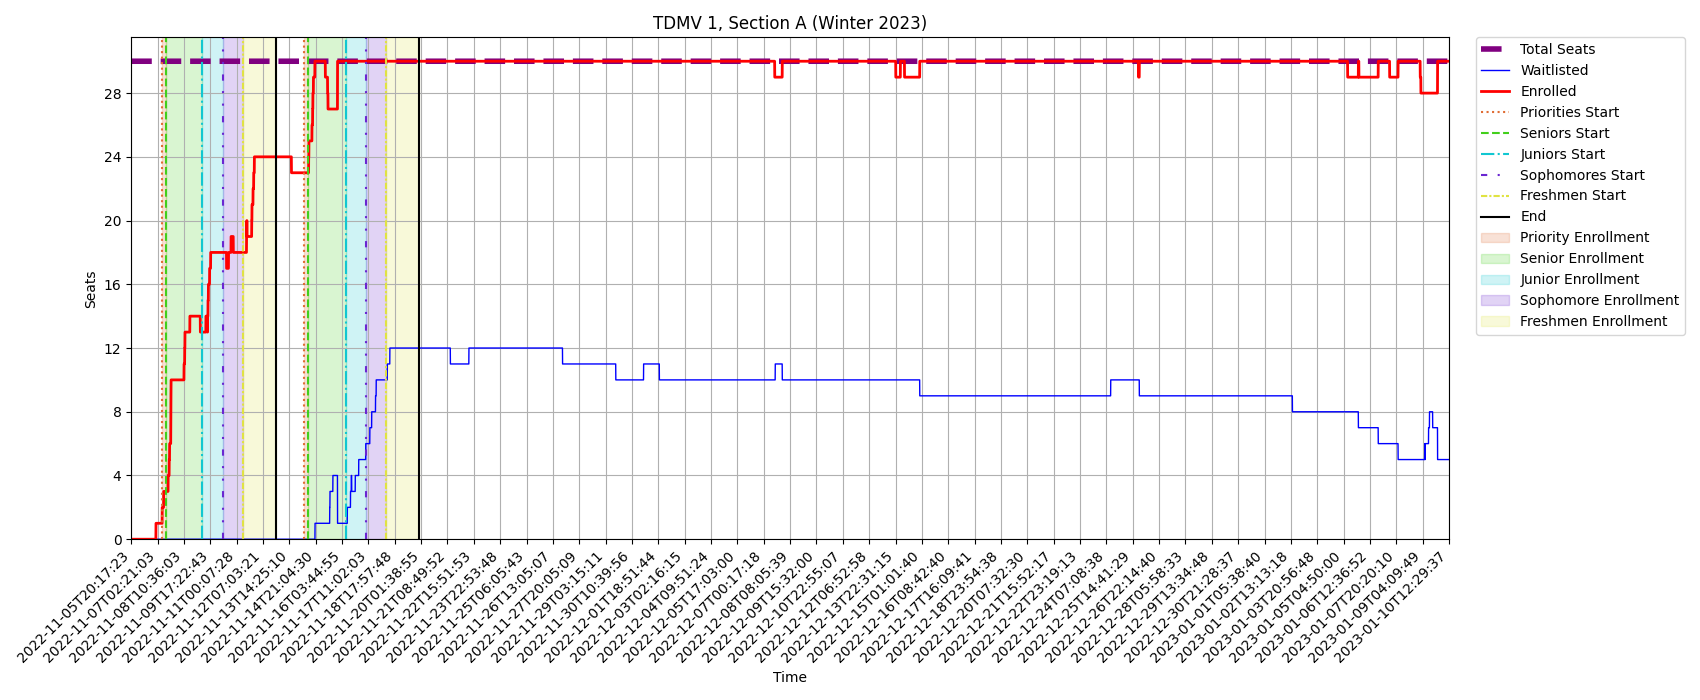 TDMV 1, Section A (Winter 2023)
Seats
28
24
20
16
12
8
4
0
2022-11-05T20:17:23
2022-11-07T02:21:03
2022-11-08T10:36:03
2022-11-09T17:22:43
2022-11-11T00:07:28
2022-11-12T07:03:21
2022-11-13T14:25:10
2022-11-14T21:04:30
2022-11-16T03:44:55
2022-11-17T11:02:03
2022-11-18T17:57:48
2022-11-20T01:38:55
2022-11-21T08:49:52
2022-11-22T15:51:53
2022-11-23T22:53:48
2022-11-25T06:05:43
2022-11-26T13:05:07
2022-11-27T20:05:09
2022-11-29T03:15:11
2022-11-30T10:39:56
2022-12-01T18:51:44
2022-12-03T02:16:15
2022-12-04T09:51:24
2022-12-05T17:03:00
2022-12-07T00:17:18
2022-12-08T08:05:39
2022-12-09T15:32:00
2022-12-10T22:55:07
2022-12-12T06:52:58
2022-12-13T22:31:15
2022-12-15T01:01:40
2022-12-16T08:42:40
2022-12-17T16:09:41
2022-12-18T23:54:38
2022-12-20T07:32:30
2022-12-21T15:52:17
2022-12-22T23:19:13
2022-12-24T07:08:38
2022-12-25T14:41:29
2022-12-26T22:14:40
2022-12-28T05:58:33
2022-12-29T13:34:48
2022-12-30T21:28:37
2023-01-01T05:38:40
2023-01-02T13:13:18
2023-01-03T20:56:48
2023-01-05T04:50:00
2023-01-06T12:36:52
2023-01-07T20:20:10
2023-01-09T04:09:49
2023-01-10T12:29:37
Time
Total Seats
Waitlisted
Enrolled
Priorities Start
Seniors Start
Juniors Start
Sophomores Start
Freshmen Start
End
Priority Enrollment
Senior Enrollment
Junior Enrollment
Sophomore Enrollment
Freshmen Enrollment